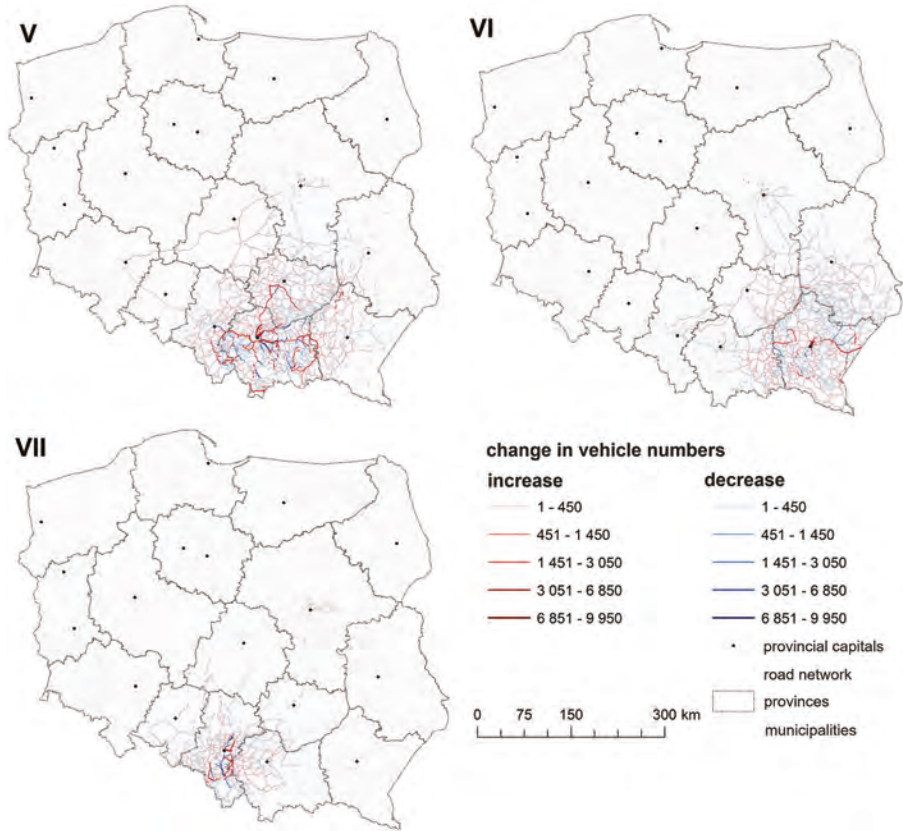 V
VI
VII
change in vehicle numbers
increase
decrease
1 - 450
1 - 450
451 - 1 450
451 - 1 450
1 451 - 3 050
1 451 - 3 050
3 051 - 6 850
3 051 - 6 850
6 851 - 9 950
6 851 - 9 950
provincial capitals
road network
provinces
municipalities
0 75 150 300 km